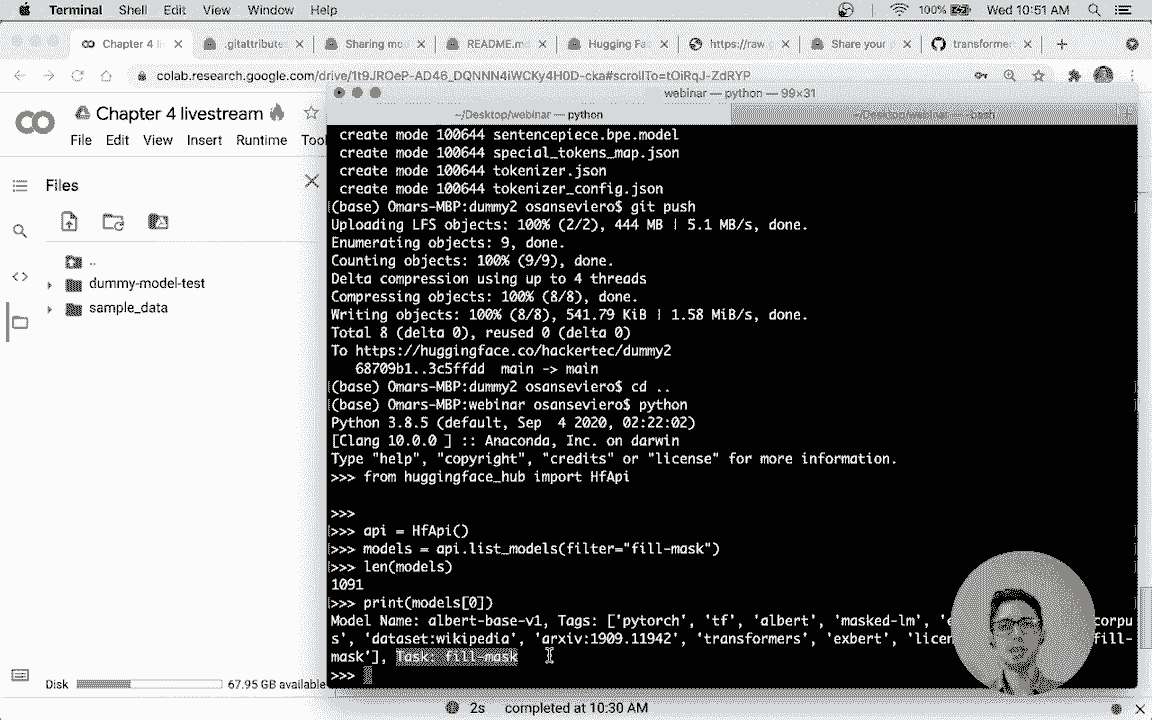 Terminal Shell Edit View Window Help 100% Wed 10:51 AM
Chapter 4 li .gitattribute Sharing mo README.m Hugging Fa https://raw.g Share your transformer
colab.research.google.com/drive/1t9JROeP-AD46_DQNNN4iWCKy4H0D-cka#scrollTo=tOiRqJ-ZdRYP
webinar — python — 99×31
~/Desktop/webinar — python ~/Desktop/webinar — -bash
Chapter 4 livestream
File Edit View Insert Runtime Tool
Files
..
dummy-model-test
sample_data
Disk 67.95 GB available
create mode 100644 sentencepiece.bpe.model
create mode 100644 special_tokens_map.json
create mode 100644 tokenizer.json
create mode 100644 tokenizer_config.json
(base) Omars-MBP:dummy2 osanseviero$ git push
Uploading LFS objects: 100% (2/2), 444 MB | 5.1 MB/s, done.
Enumerating objects: 9, done.
Counting objects: 100% (9/9), done.
Delta compression using up to 4 threads
Compressing objects: 100% (8/8), done.
Writing objects: 100% (8/8), 541.79 KiB | 1.58 MiB/s, done.
Total 8 (delta 0), reused 0 (delta 0)
To https://huggingface.co/hackertec/dummy2
68709b1..3c5ffdd main -> main
(base) Omars-MBP:dummy2 osanseviero$ cd ..
(base) Omars-MBP:webinar osanseviero$ python
Python 3.8.5 (default, Sep 4 2020, 02:22:02)
[Clang 10.0.0 ] :: Anaconda, Inc. on darwin
Type "help", "copyright", "credits" or "license" for more information.
>>> from huggingface_hub import HfApi
>>>
>>> api = HfApi()
>>> models = api.list_models(filter="fill-mask")
>>> len(models)
1091
>>> print(models[0])
Model Name: albert-base-v1, Tags: ['pytorch', 'tf', 'albert', 'masked-lm', 'e corpu
s', 'dataset:wikipedia', 'arxiv:1909.11942', 'transformers', 'exbert', 'licen fill-
mask'], Task: fill-mask
>>>
2s completed at 10:30 AM